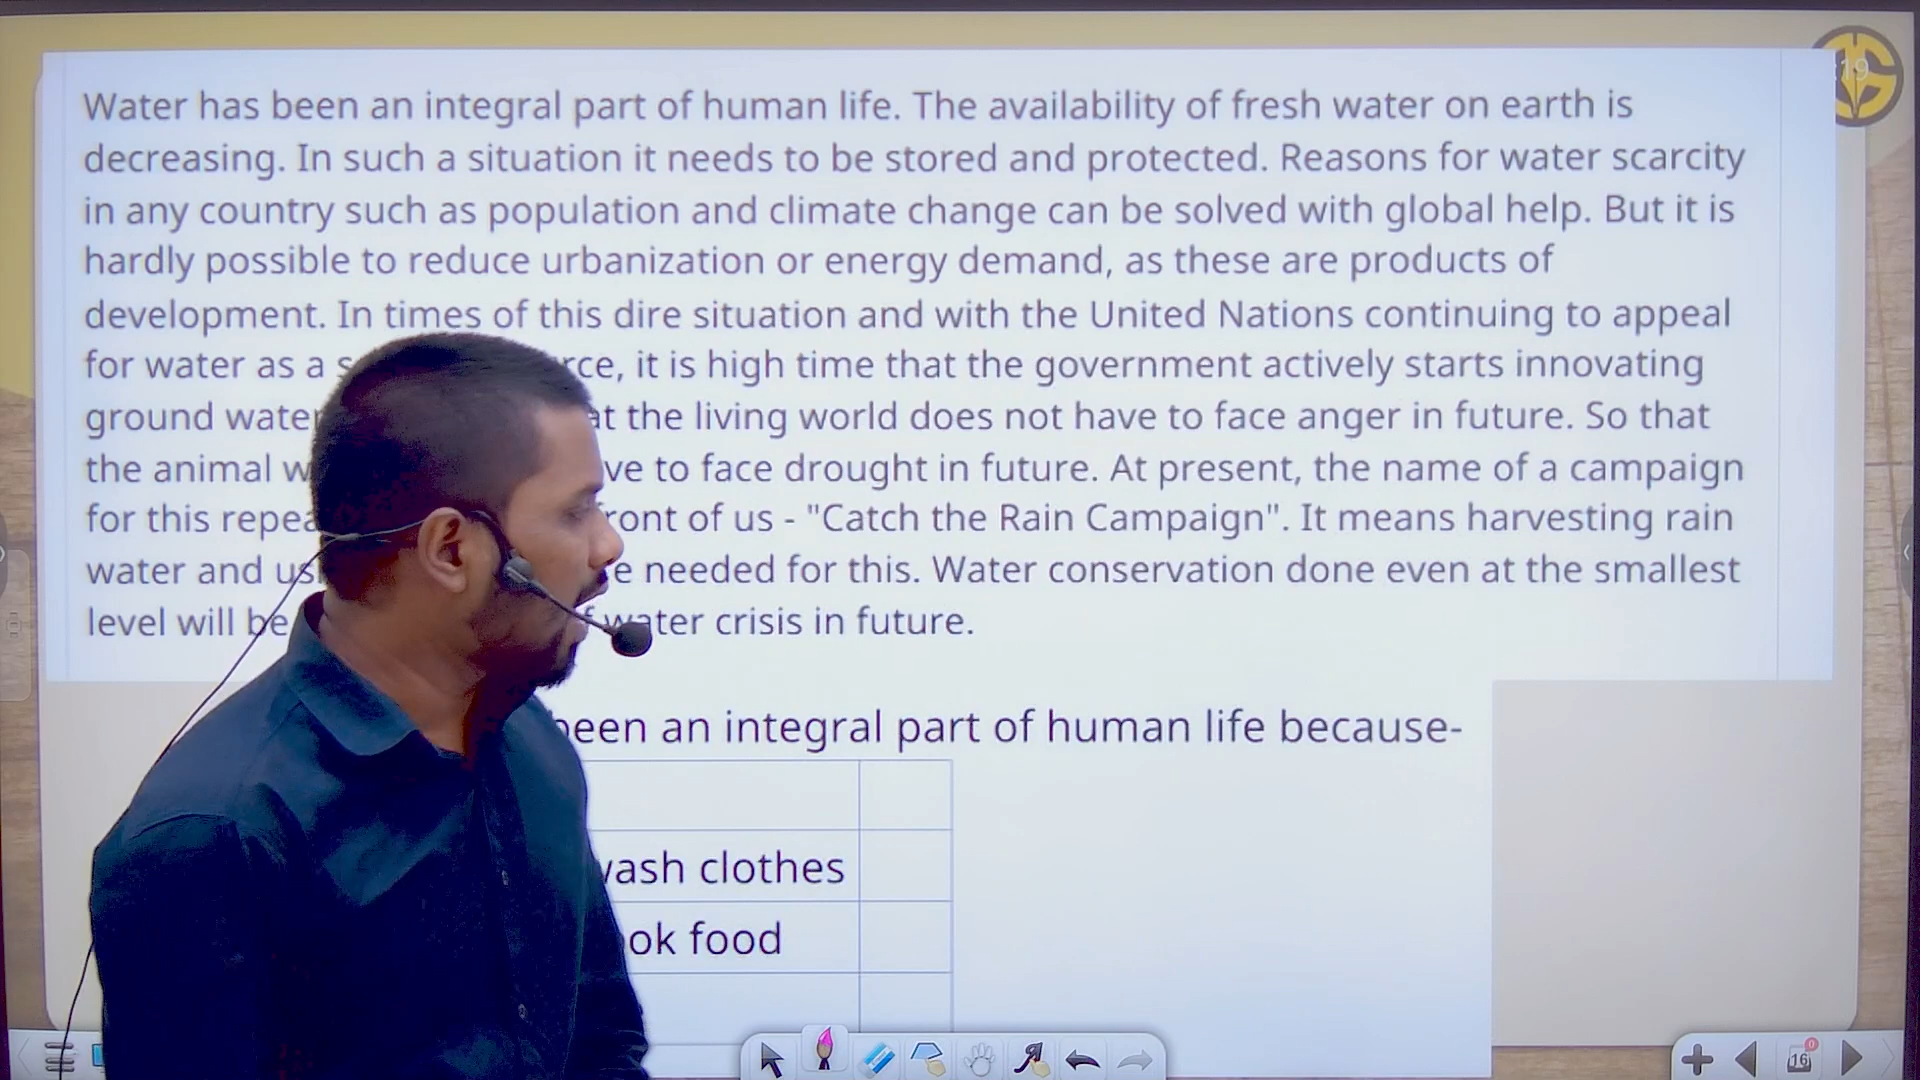 Water has been an integral part of human life. The availability of fresh water on earth is
decreasing. In such a situation it needs to be stored and protected. Reasons for water scarcity
in any country such as population and climate change can be solved with global help. But it is
hardly possible to reduce urbanization or energy demand, as these are products of
development. In times of this dire situation and with the United Nations continuing to appeal
for water as a it is high time that the government actively starts innovating
ground water the living world does not have to face anger in future. So that
the animal to face drought in future. At present, the name of a campaign
for this of us - "Catch the Rain Campaign". It means harvesting rain
water and needed for this. Water conservation done even at the smallest
level will be water crisis in future.
been an integral part of human life because-
wash clothes
food
19
16
0